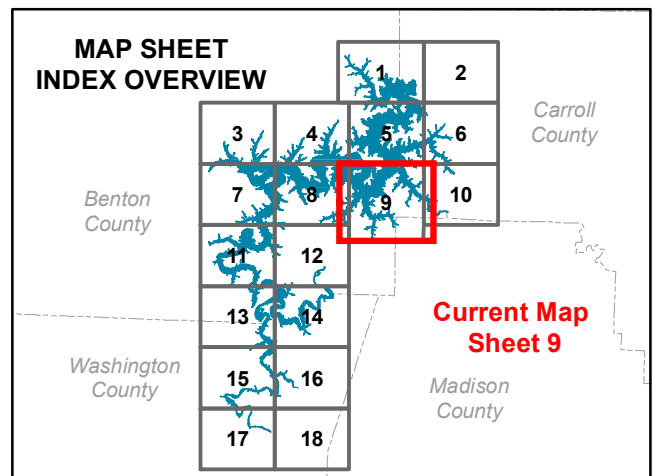 MAP SHEET
INDEX OVERVIEW
1
2
Carroll
County
3
4
5
6
Benton
County
7
8
9
10
11
12
Current Map
Sheet 9
13
14
Washington
County
15
16
Madison
County
17
18